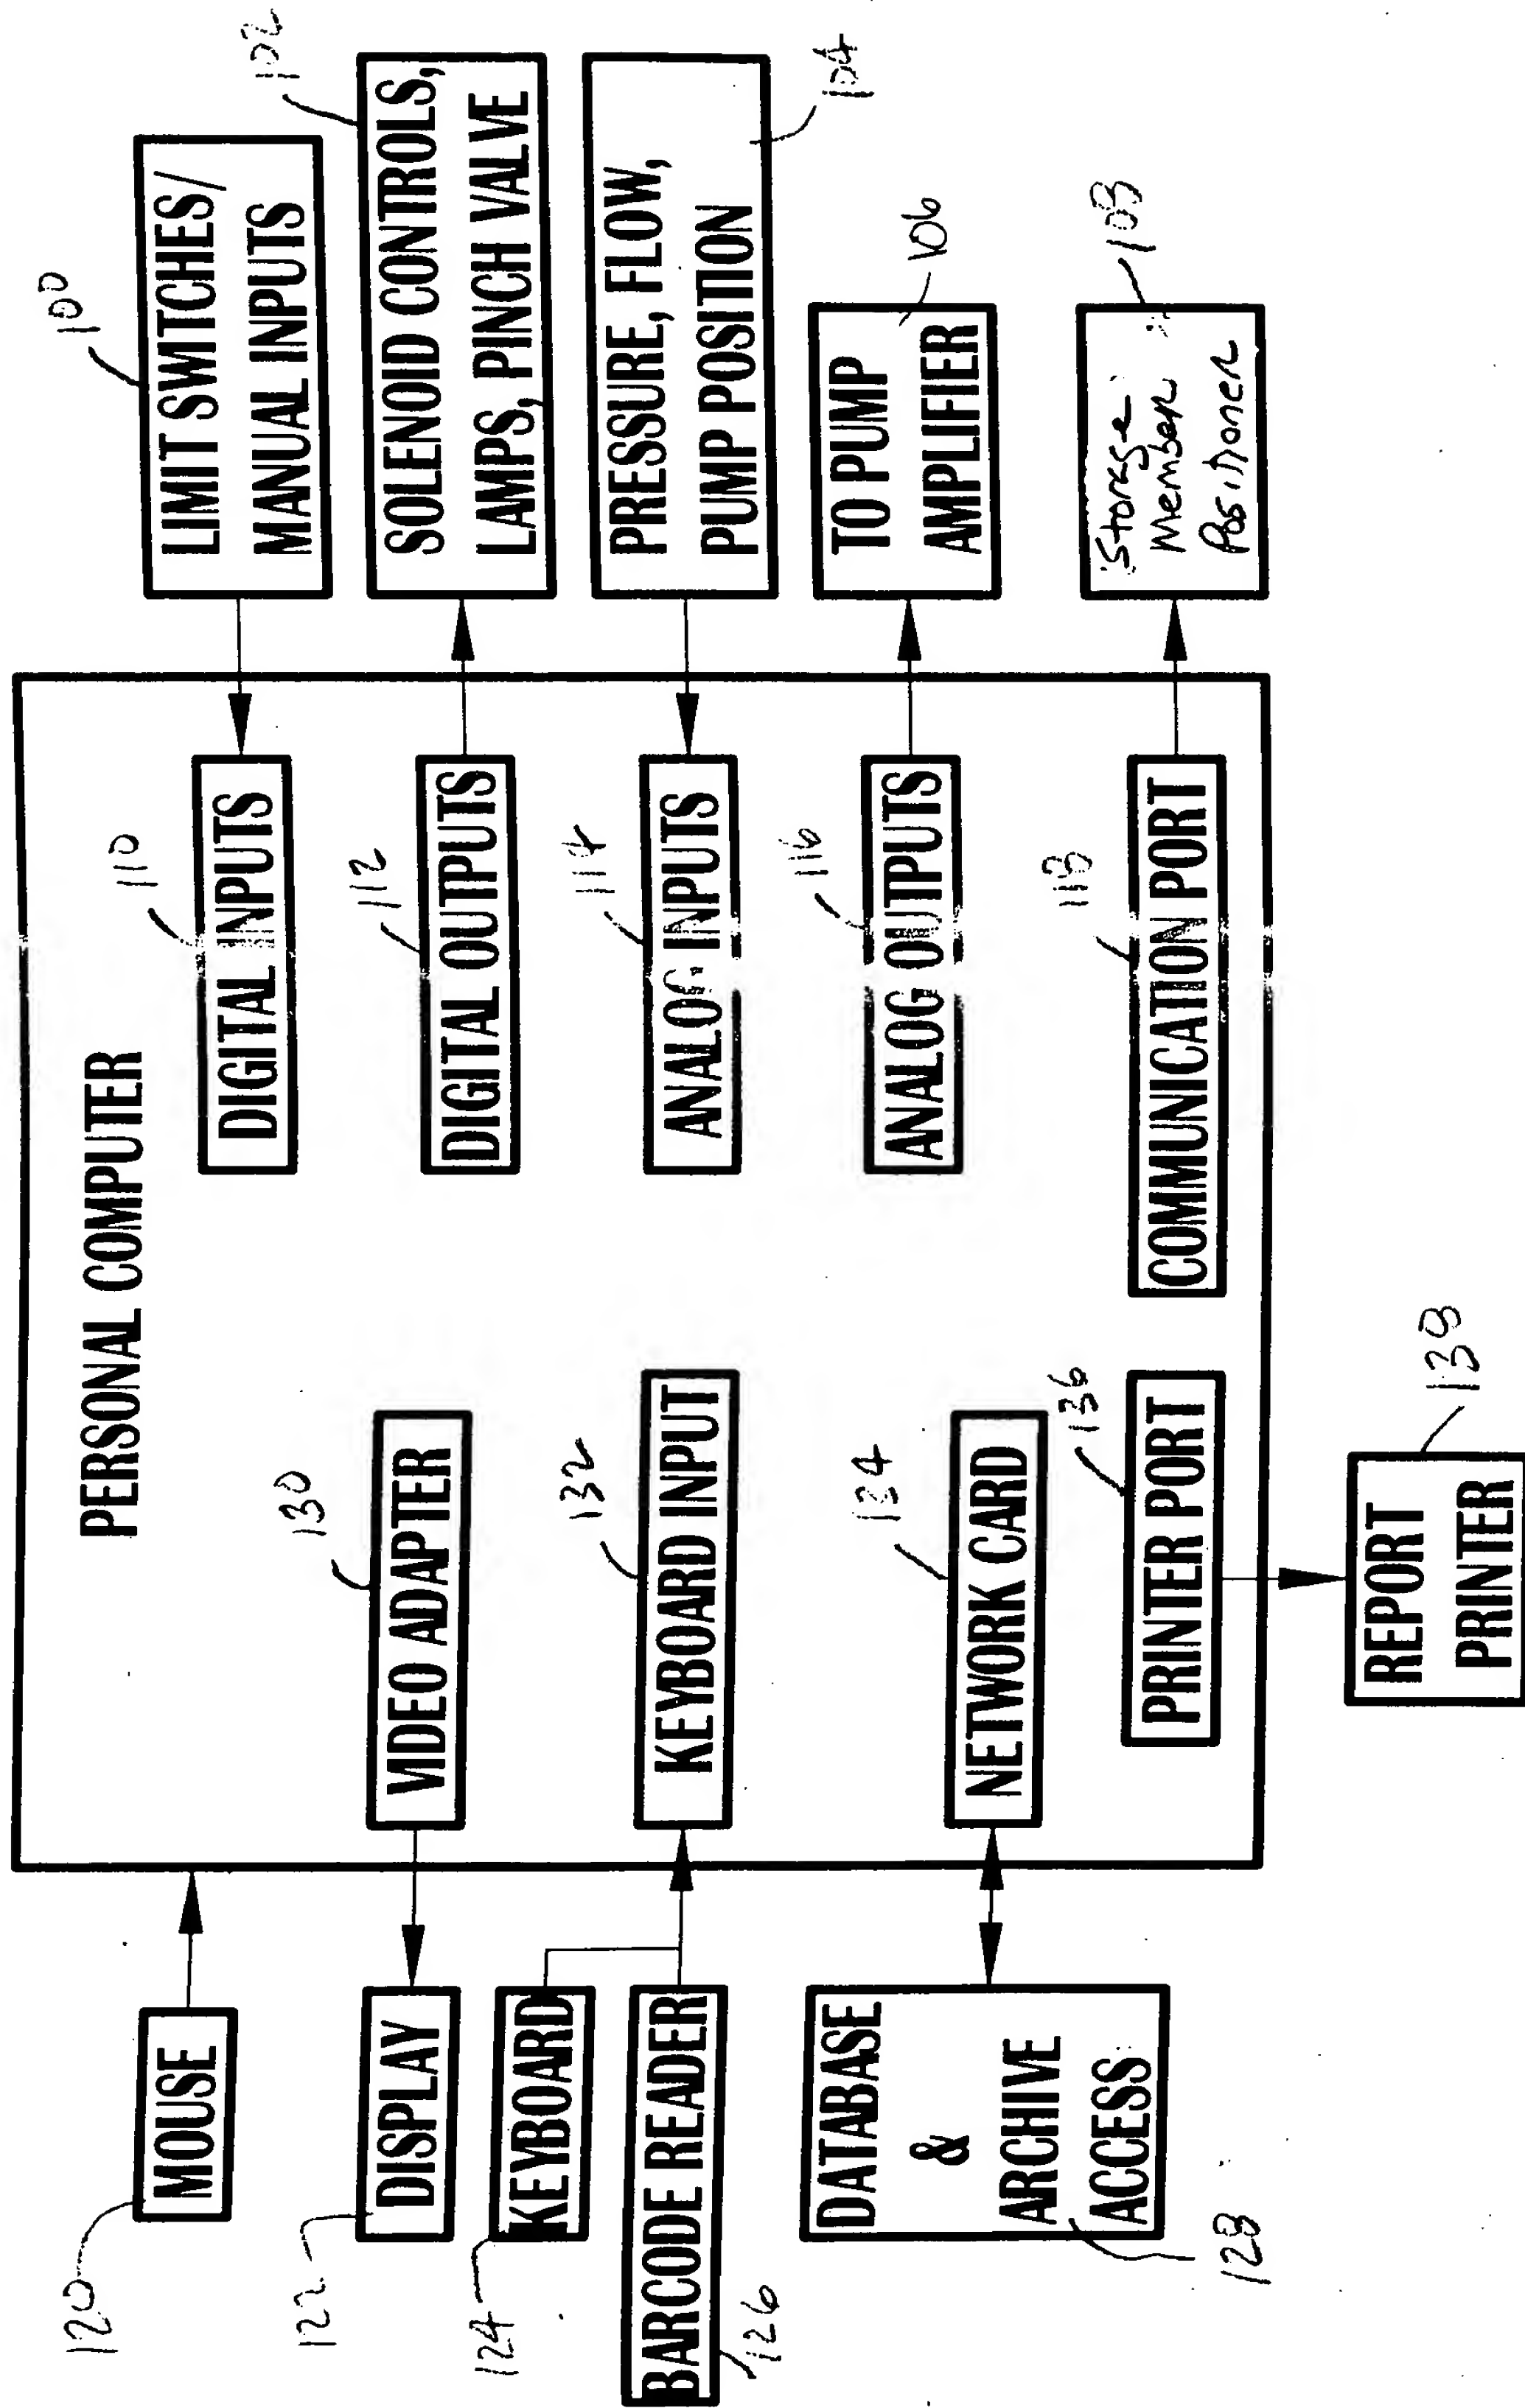 PERSONAL COMPUTER
120
MOUSE
122
DISPLAY
124
KEYBOARD
126
BARCODE READER
DATABASE
&
ARCHIVE
ACCESS
128
130
VIDEO ADAPTER
132
KEYBOARD INPUT
134
NETWORK CARD
136
PRINTER PORT
138
REPORT
PRINTER
110
DIGITAL INPUTS
112
DIGITAL OUTPUTS
114
ANALOG INPUTS
116
ANALOG OUTPUTS
118
COMMUNICATION PORT
100
LIMIT SWITCHES/
MANUAL INPUTS
102
SOLENOID CONTROLS,
LAMPS, PINCH VALVE
PRESSURE, FLOW,
PUMP POSITION
104
TO PUMP
AMPLIFIER
106
108
Storage
Member
Positioner